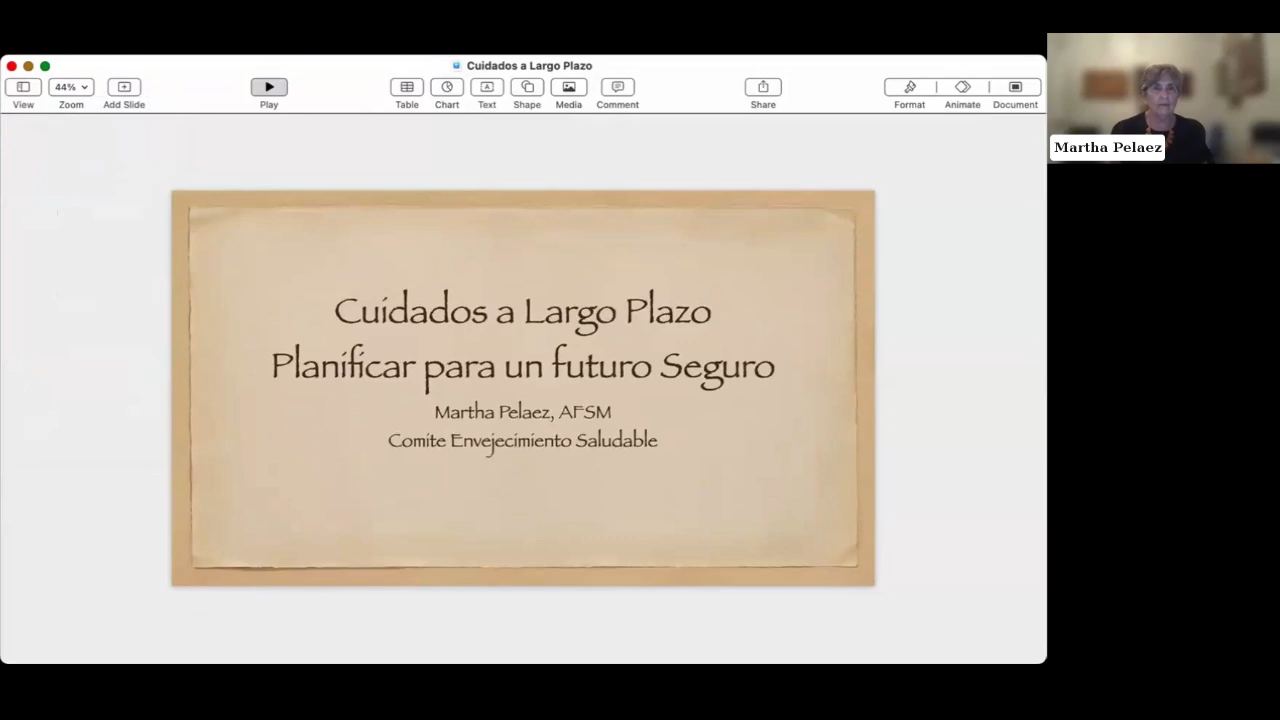 Cuidados a Largo Plazo
44%
View
Zoom
Add Slide
Play
Table
Chart
Text
Shape
Media
Comment
Share
Format
Animate
Document
Martha Pelaez
Cuidados a Largo Plazo
Planificar para un futuro Seguro
Martha Pelaez, AFSM
Comite Envejecimiento Saludable